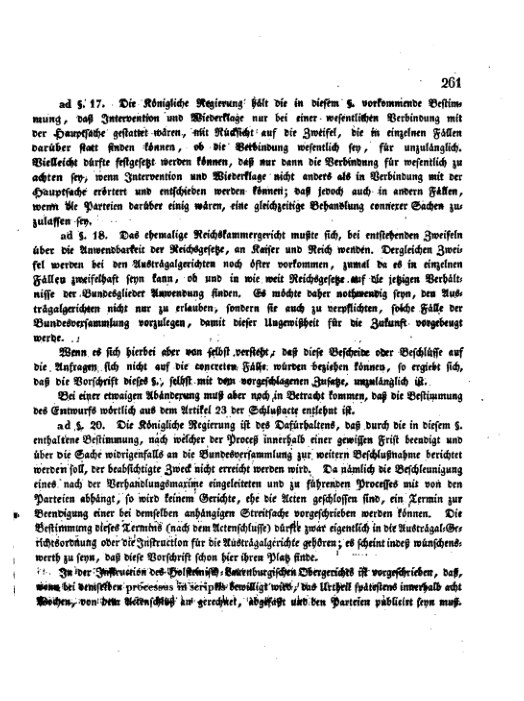 261
ad §. 17. Die Königliche Regierung hält die in diesem §. vorkommende Bestim-
mung, daß Intervention und Wiederklage nur bei einer wesentlichen Verbindung mit
der Hauptsache gestattet wären, mit Rücksicht auf die Zweifel, die in einzelnen Fällen
darüber statt finden können, ob die Verbindung wesentlich sey, für unzulänglich.
Vielleicht dürfte festgesetzt werden können, daß nur dann die Verbindung für wesentlich zu
achten sey, wenn Intervention und Wiederklage nicht anders als in Verbindung mit der
Hauptsache erörtert und entschieden werden können; daß jedoch auch in andern Fällen,
wenn die Parteien darüber einig wären, eine gleichzeitige Behandlung connexer Sachen zu-
zulassen sey.
ad §. 18. Das ehemalige Reichskammergericht mußte sich, bei entstehenden Zweifeln
über die Anwendbarkeit der Reichsgesetze, an Kaiser und Reich wenden. Dergleichen Zwei-
fel werden bei den Austrägalgerichten noch öfter vorkommen, zumal da es in einzelnen
Fällen zweifelhaft seyn kann, ob und in wie weit Reichsgesetze auf die jetzigen Verhält-
nisse der Bundesglieder Anwendung finden. Es möchte daher nothwendig seyn, den Aus-
trägalgerichten nicht nur zu erlauben, sondern sie auch zu verpflichten, solche Fälle der
Bundesversammlung vorzulegen, damit dieser Ungewißheit für die Zukunft vorgebeugt
werde.
Wenn es sich hierbei aber von selbst versteht, daß diese Bescheide oder Beschlüsse auf
die Anfragen sich nicht auf die concreten Fälle würden beziehen können, so ergiebt sich,
daß die Vorschrift dieses §., selbst mit dem vorgeschlagenen Zusatze, unzulänglich ist.
Bei einer etwaigen Abänderung muß aber noch in Betracht kommen, daß die Bestimmung
des Entwurfs wörtlich aus dem Artikel 23 der Schlußacte entlehnt ist.
ad §. 20. Die Königliche Regierung ist des Dafürhaltens, daß durch die in diesem §.
enthaltene Bestimmung, nach welcher der Proceß innerhalb einer gewissen Frist beendigt und
über die Sache widrigenfalls an die Bundesversammlung zur weitern Beschlußnahme berichtet
werden soll, der beabsichtigte Zweck nicht erreicht werden wird. Da nämlich die Beschleunigung
eines nach der Verhandlungsmaxime eingeleiteten und zu führenden Processes mit von den
Parteien abhängt, so wird keinem Gerichte, ehe die Acten geschlossen sind, ein Termin zur
Beendigung einer bei demselben anhängigen Streitsache vorgeschrieben werden können. Die
Bestimmung dieses Termins (nach dem Actenschlusse) dürfte zwar eigentlich in die Austrägal-Ge-
richtsordnung oder die Instruction für die Austrägalgerichte gehören; es scheint indeß wünschens-
werth zu seyn, daß diese Vorschrift schon hier ihren Platz finde.
In der Instruction des Holsteinisch-Lauenburgischen Obergerichts ist vorgeschrieben, daß,
wenn bei demselben processus in scriptis bewilligt wird, das Urtheil spätestens innerhalb acht
Wochen, von dem Actenschluß an gerechnet, abgefaßt und den Parteien publicirt seyn muß.